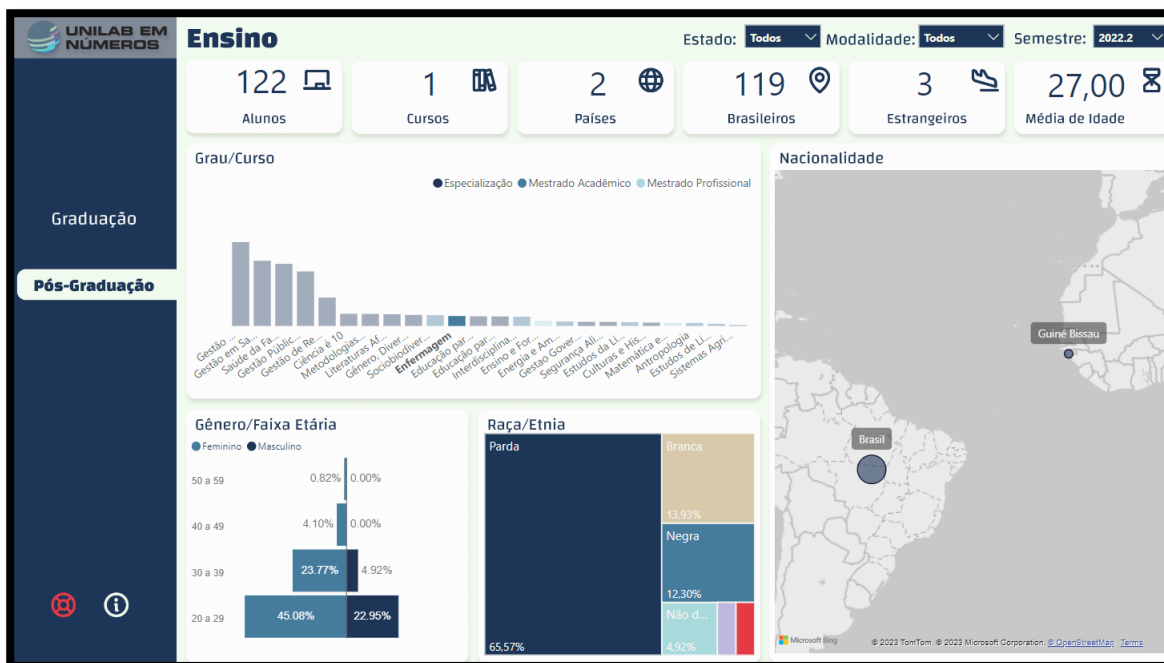 UNILAB EM
NÚMEROS
Ensino
Estado: Todos Modalidade: Todos Semestre: 2022.2
122
Alunos
1
Cursos
2
Países
119
Brasileiros
3
Estrangeiros
27,00
Média de Idade
Graduação
Pós-Graduação
Grau/Curso
Especialização Mestrado Acadêmico Mestrado Profissional
Gestão ...
Gestão em Sa...
Saúde da Fa...
Gestão Públic...
Gestão de Re...
Ciência é 10
Metodologias...
Literaturas Af...
Gênero, Diver...
Sociobiodiver...
Enfermagem
Educação par...
Educação par...
Interdisciplina...
Ensino e For...
Energia e Am...
Gestao Gover...
Segurança Ali...
Estudos da Lí...
Culturas e His...
Matemática e...
Antropologia
Estudos de Li...
Sistemas Agrí...
Nacionalidade
Guiné Bissau
Brasil
Microsoft Bing
© 2023 TomTom, © 2023 Microsoft Corporation, © OpenStreetMap Terms
Gênero/Faixa Etária
Feminino Masculino
50 a 59 0.82% 0.00%
40 a 49 4.10% 0.00%
30 a 39 23.77% 4.92%
20 a 29 45.08% 22.95%
Raça/Etnia
Parda
65,57%
Branca
13,93%
Negra
12,30%
Não d...
4,92%